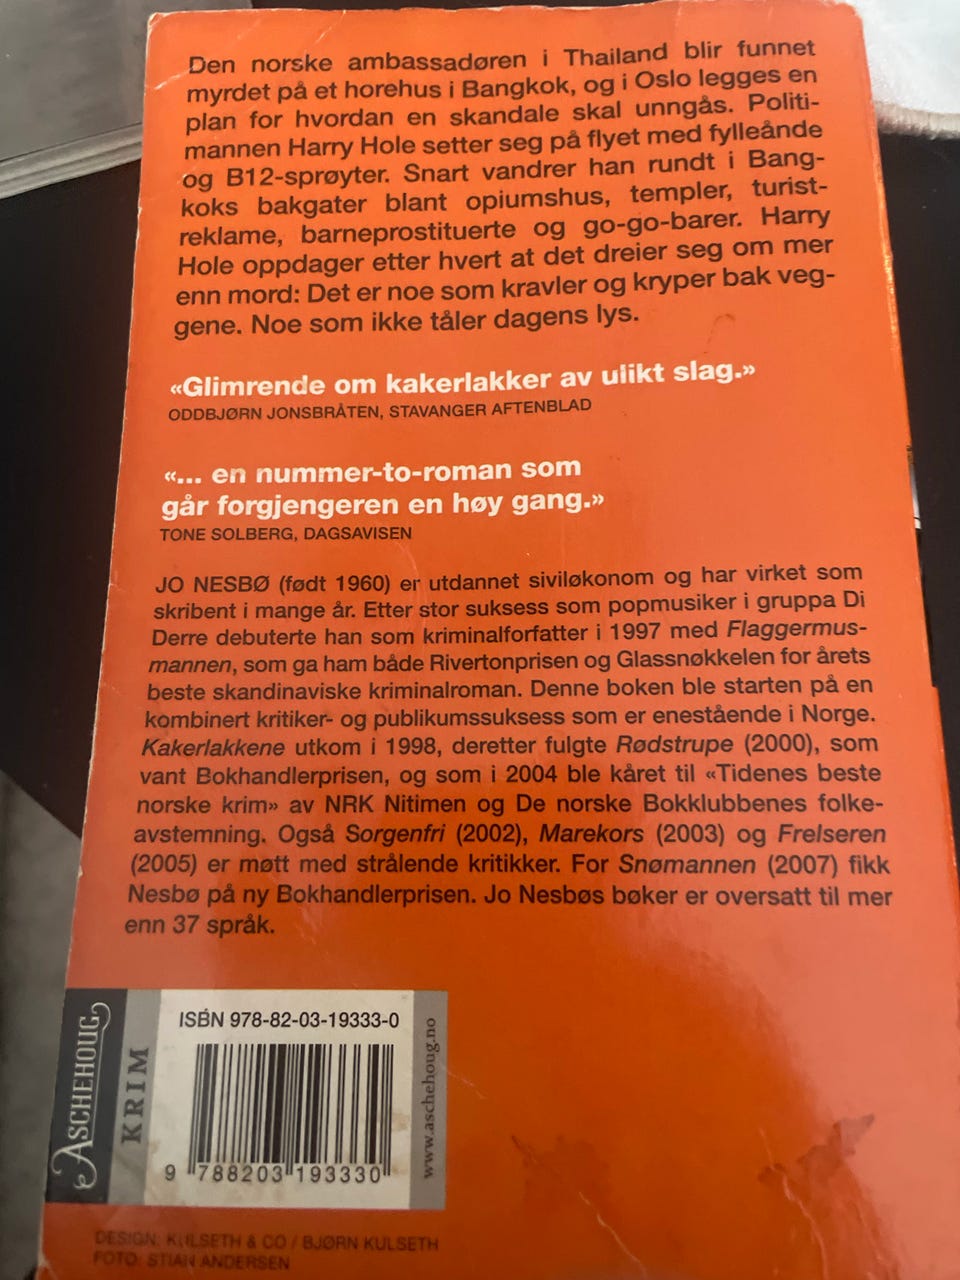 Den norske ambassadøren i Thailand blir funnet
myrdet på et horehus i Bangkok, og i Oslo legges en
plan for hvordan en skandale skal unngås. Politi-
mannen Harry Hole setter seg på flyet med fylleånde
og B12-sprøyter. Snart vandrer han rundt i Bang-
koks bakgater blant opiumshus, templer, turist-
reklame, barneprostituerte og go-go-barer. Harry
Hole oppdager etter hvert at det dreier seg om mer
enn mord: Det er noe som kravler og kryper bak veg-
gene. Noe som ikke tåler dagens lys.
«Glimrende om kakerlakker av ulikt slag.»
ODDBJØRN JONSBRÅTEN, STAVANGER AFTENBLAD
«... en nummer-to-roman som
går forgjengeren en høy gang.»
TONE SOLBERG, DAGSAVISEN
JO NESBØ (født 1960) er utdannet siviløkonom og har virket som
skribent i mange år. Etter stor suksess som popmusiker i gruppa Di
Derre debuterte han som kriminalforfatter i 1997 med Flaggermus-
mannen, som ga ham både Rivertonprisen og Glassnøkkelen for årets
beste skandinaviske kriminalroman. Denne boken ble starten på en
kombinert kritiker- og publikumssuksess som er enestående i Norge.
Kakerlakkene utkom i 1998, deretter fulgte Rødstrupe (2000), som
vant Bokhandlerprisen, og som i 2004 ble kåret til «Tidenes beste
norske krim» av NRK Nitimen og De norske Bokklubbenes folke-
avstemning. Også Sorgenfri (2002), Marekors (2003) og Frelseren
(2005) er møtt med strålende kritikker. For Snømannen (2007) fikk
Nesbø på ny Bokhandlerprisen. Jo Nesbøs bøker er oversatt til mer
enn 37 språk.
ASCHEHOUG
KRIM
ISBN 978-82-03-19333-0
9 788203 193330
www.aschehoug.no
DESIGN: KULSETH & CO / BJØRN KULSETH
FOTO: STIAN ANDERSEN